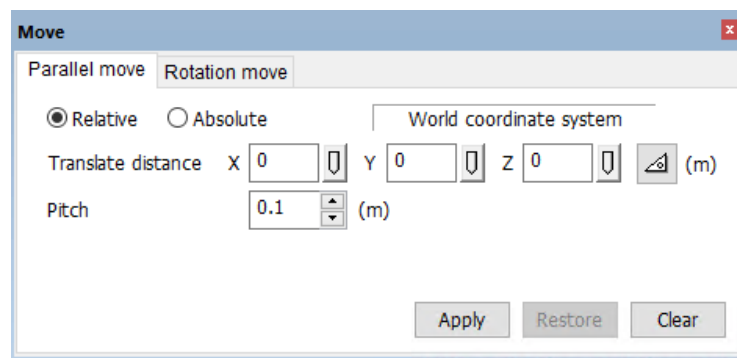 Move
Parallel move Rotation move
Relative Absolute World coordinate system
Translate distance X 0 Y 0 Z 0 (m)
Pitch 0.1 (m)
Apply Restore Clear